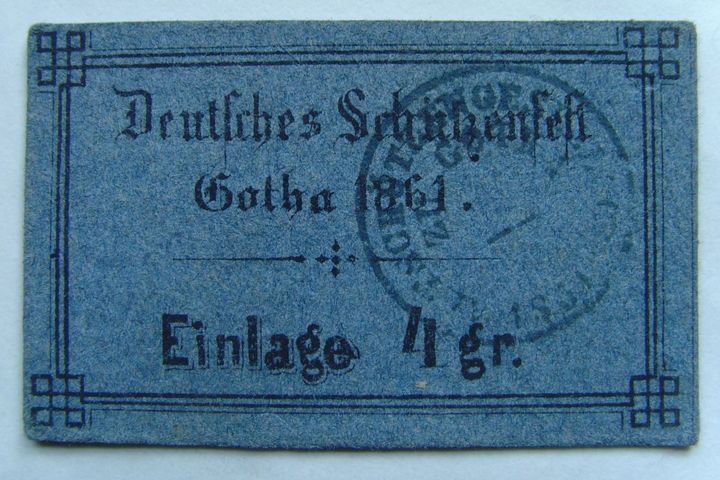 Deutsches Schützenfest
Gotha 1861.
Einlage 4 gr.